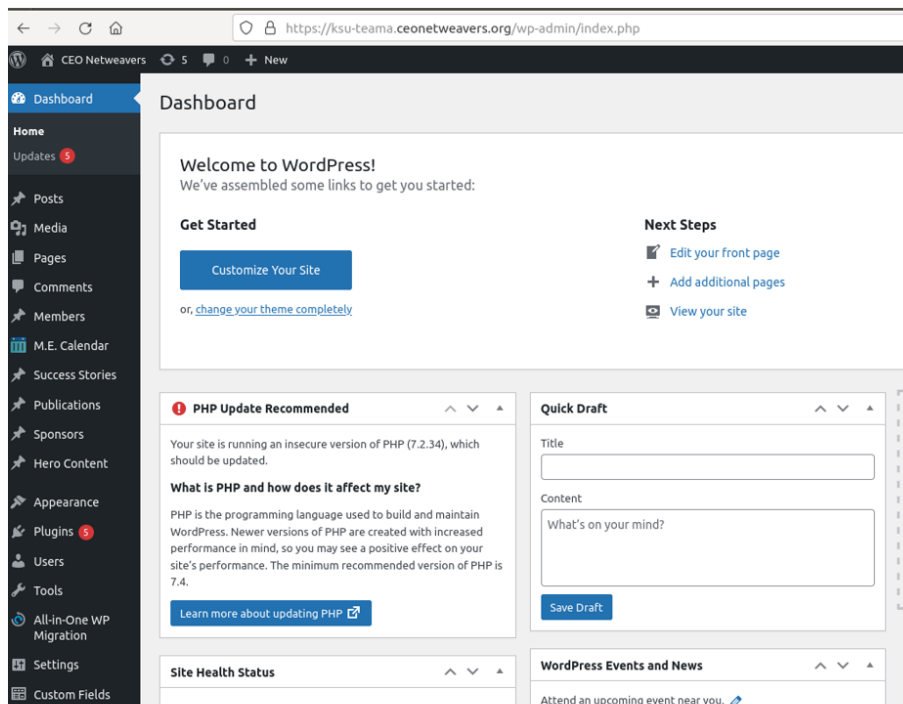 https://ksu-teama.ceonetweavers.org/wp-admin/index.php
CEO Netweavers 5 0 + New
Dashboard
Home
Updates 5
Posts
Media
Pages
Comments
Members
M.E. Calendar
Success Stories
Publications
Sponsors
Hero Content
Appearance
Plugins 5
Users
Tools
All-in-One WP
Migration
Settings
Custom Fields
Dashboard
Welcome to WordPress!
We've assembled some links to get you started:
Get Started
Customize Your Site
or, change your theme completely
Next Steps
Edit your front page
Add additional pages
View your site
PHP Update Recommended
Your site is running an insecure version of PHP (7.2.34), which
should be updated.
What is PHP and how does it affect my site?
PHP is the programming language used to build and maintain
WordPress. Newer versions of PHP are created with increased
performance in mind, so you may see a positive effect on your
site's performance. The minimum recommended version of PHP is
7.4.
Learn more about updating PHP
Site Health Status
Quick Draft
Title
Content
What's on your mind?
Save Draft
WordPress Events and News
Attend an upcoming event near you.